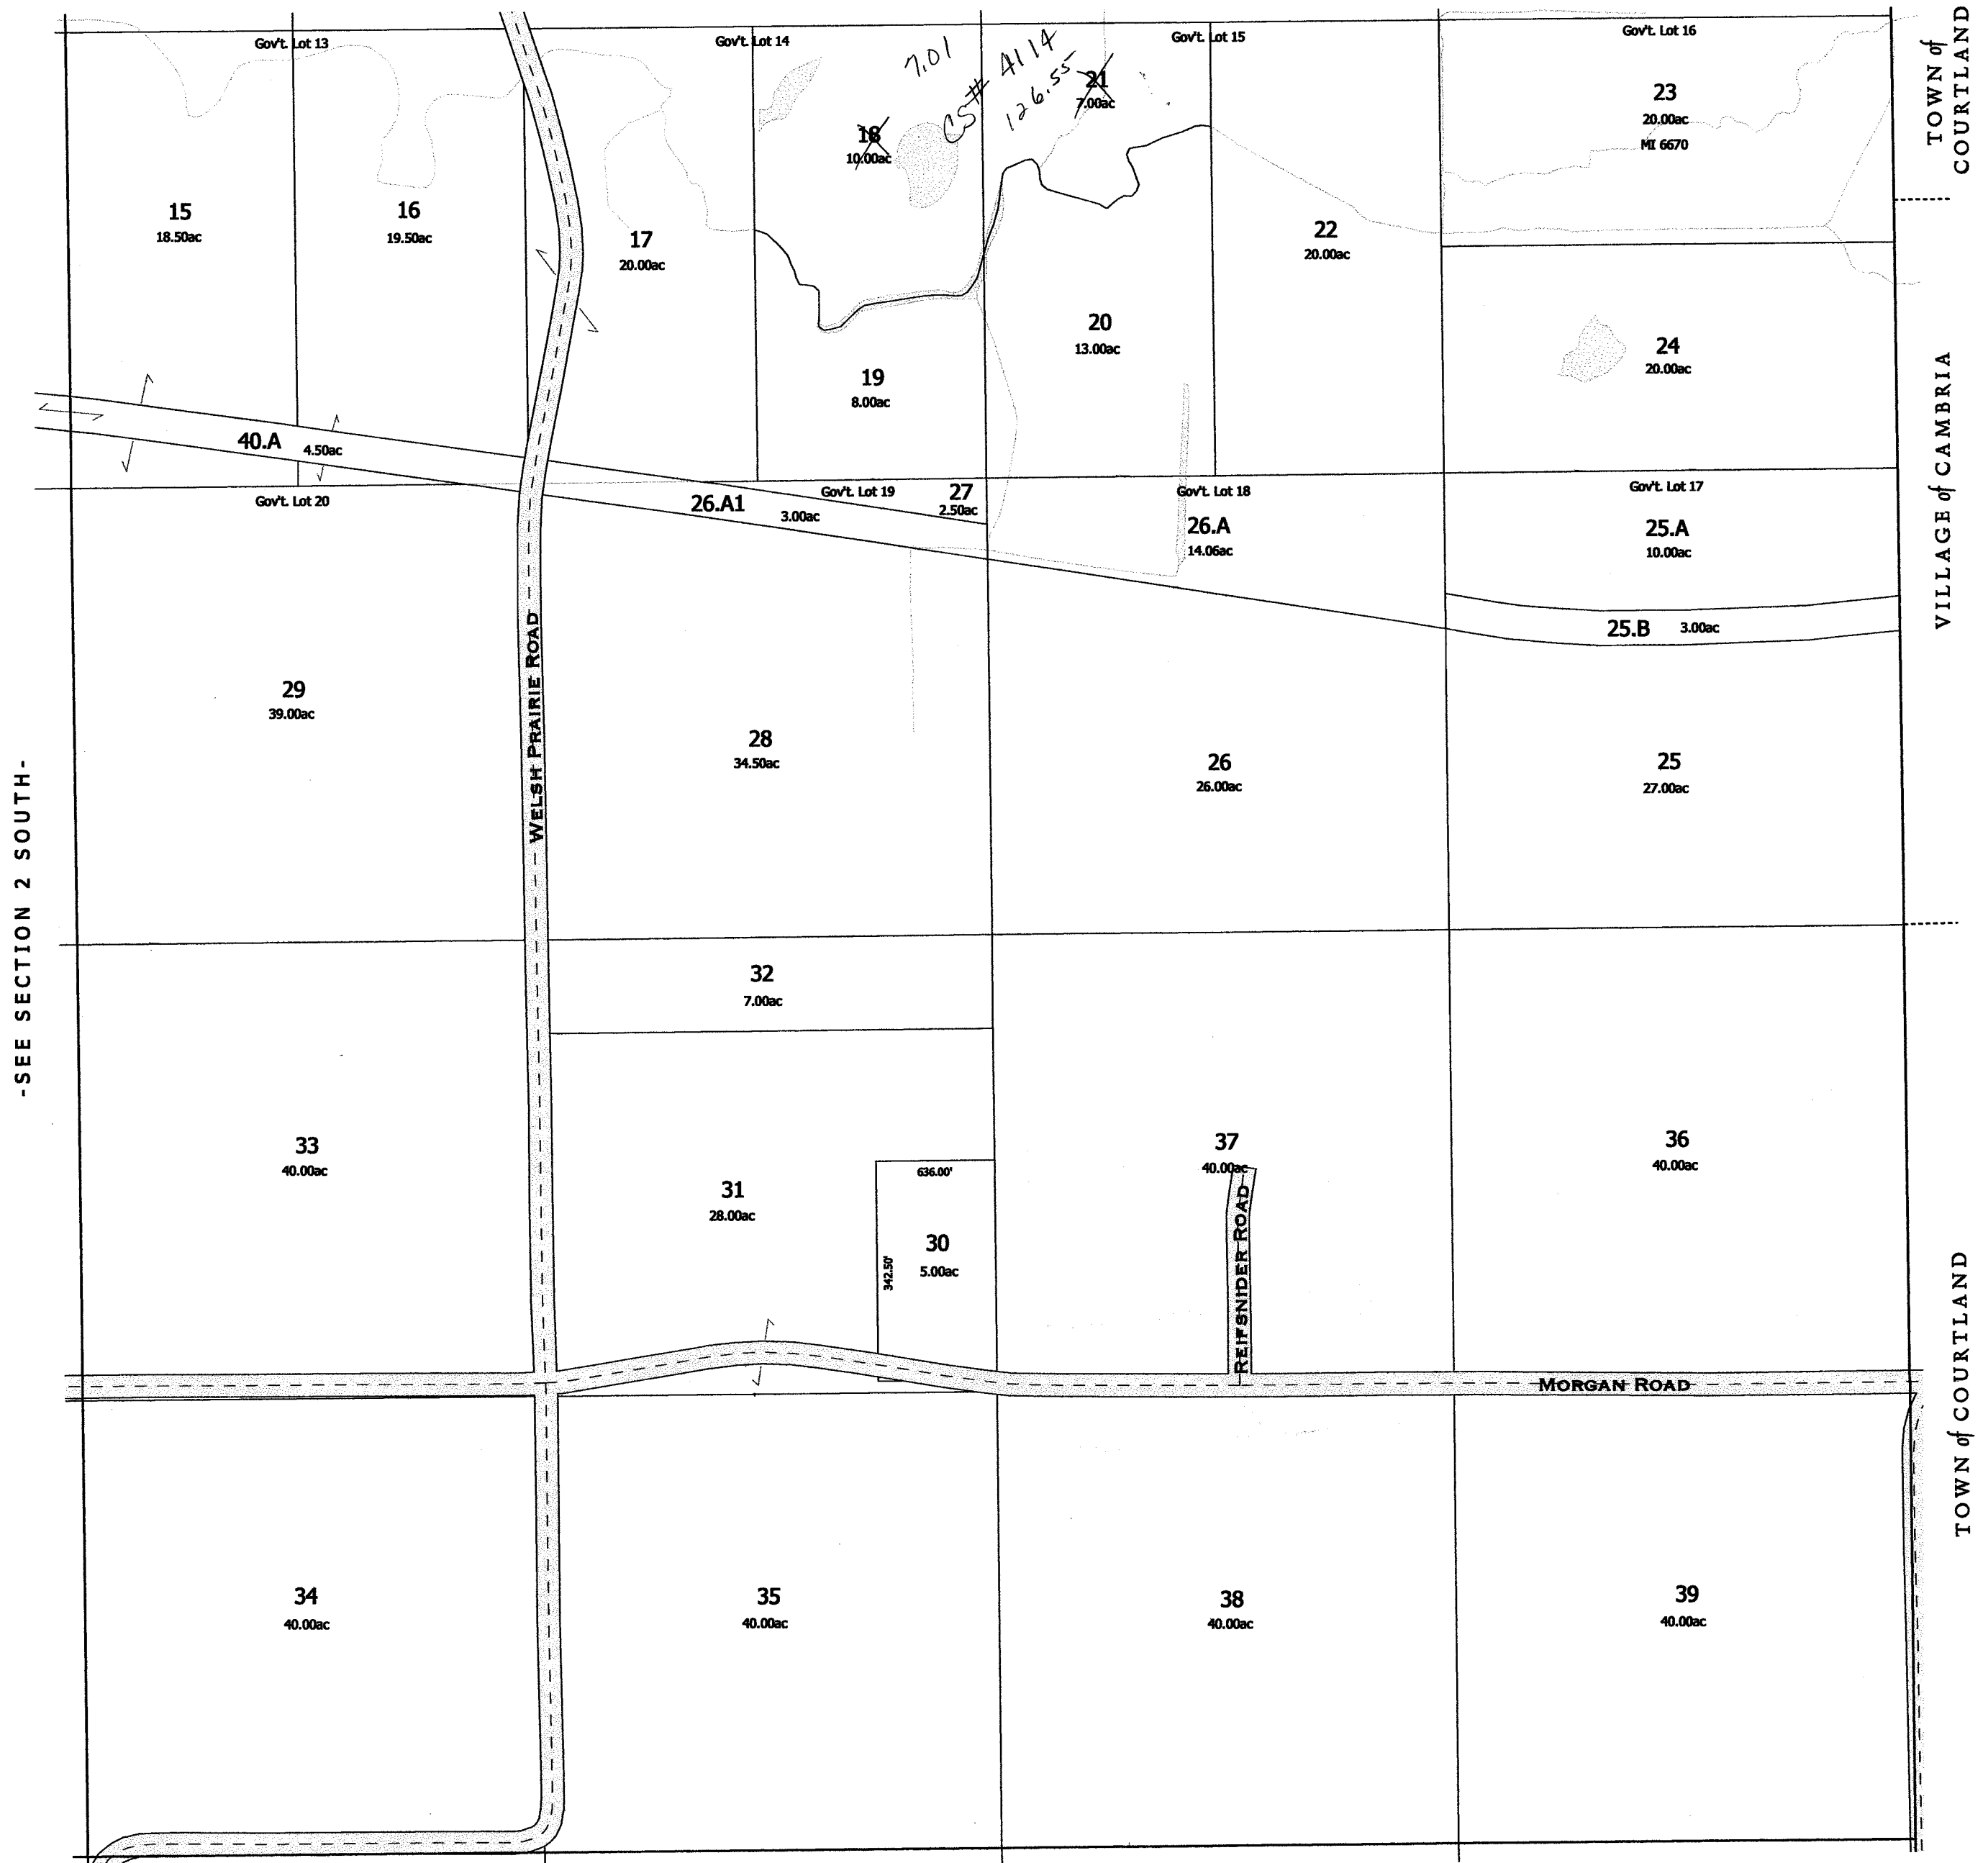 Gov't. Lot 13
Gov't. Lot 14
Gov't. Lot 15
Gov't. Lot 16
TOWN of
COURTLAND
7.01
CS# 4114
126.55
21
7.00ac
23
20.00ac
MI 6670
18
10.00ac
15
18.50ac
16
19.50ac
17
20.00ac
22
20.00ac
20
13.00ac
24
20.00ac
19
8.00ac
VILLAGE of CAMBRIA
40.A 4.50ac
Gov't. Lot 20
Gov't. Lot 19
Gov't. Lot 18
Gov't. Lot 17
26.A1 3.00ac
27
2.50ac
26.A
14.06ac
25.A
10.00ac
25.B 3.00ac
WELSH PRAIRIE ROAD
29
39.00ac
28
34.50ac
26
26.00ac
25
27.00ac
-SEE SECTION 2 SOUTH-
32
7.00ac
33
40.00ac
31
28.00ac
636.00'
342.50'
30
5.00ac
37
40.00ac
REIFSNIDER ROAD
36
40.00ac
MORGAN ROAD
TOWN of COURTLAND
34
40.00ac
35
40.00ac
38
40.00ac
39
40.00ac